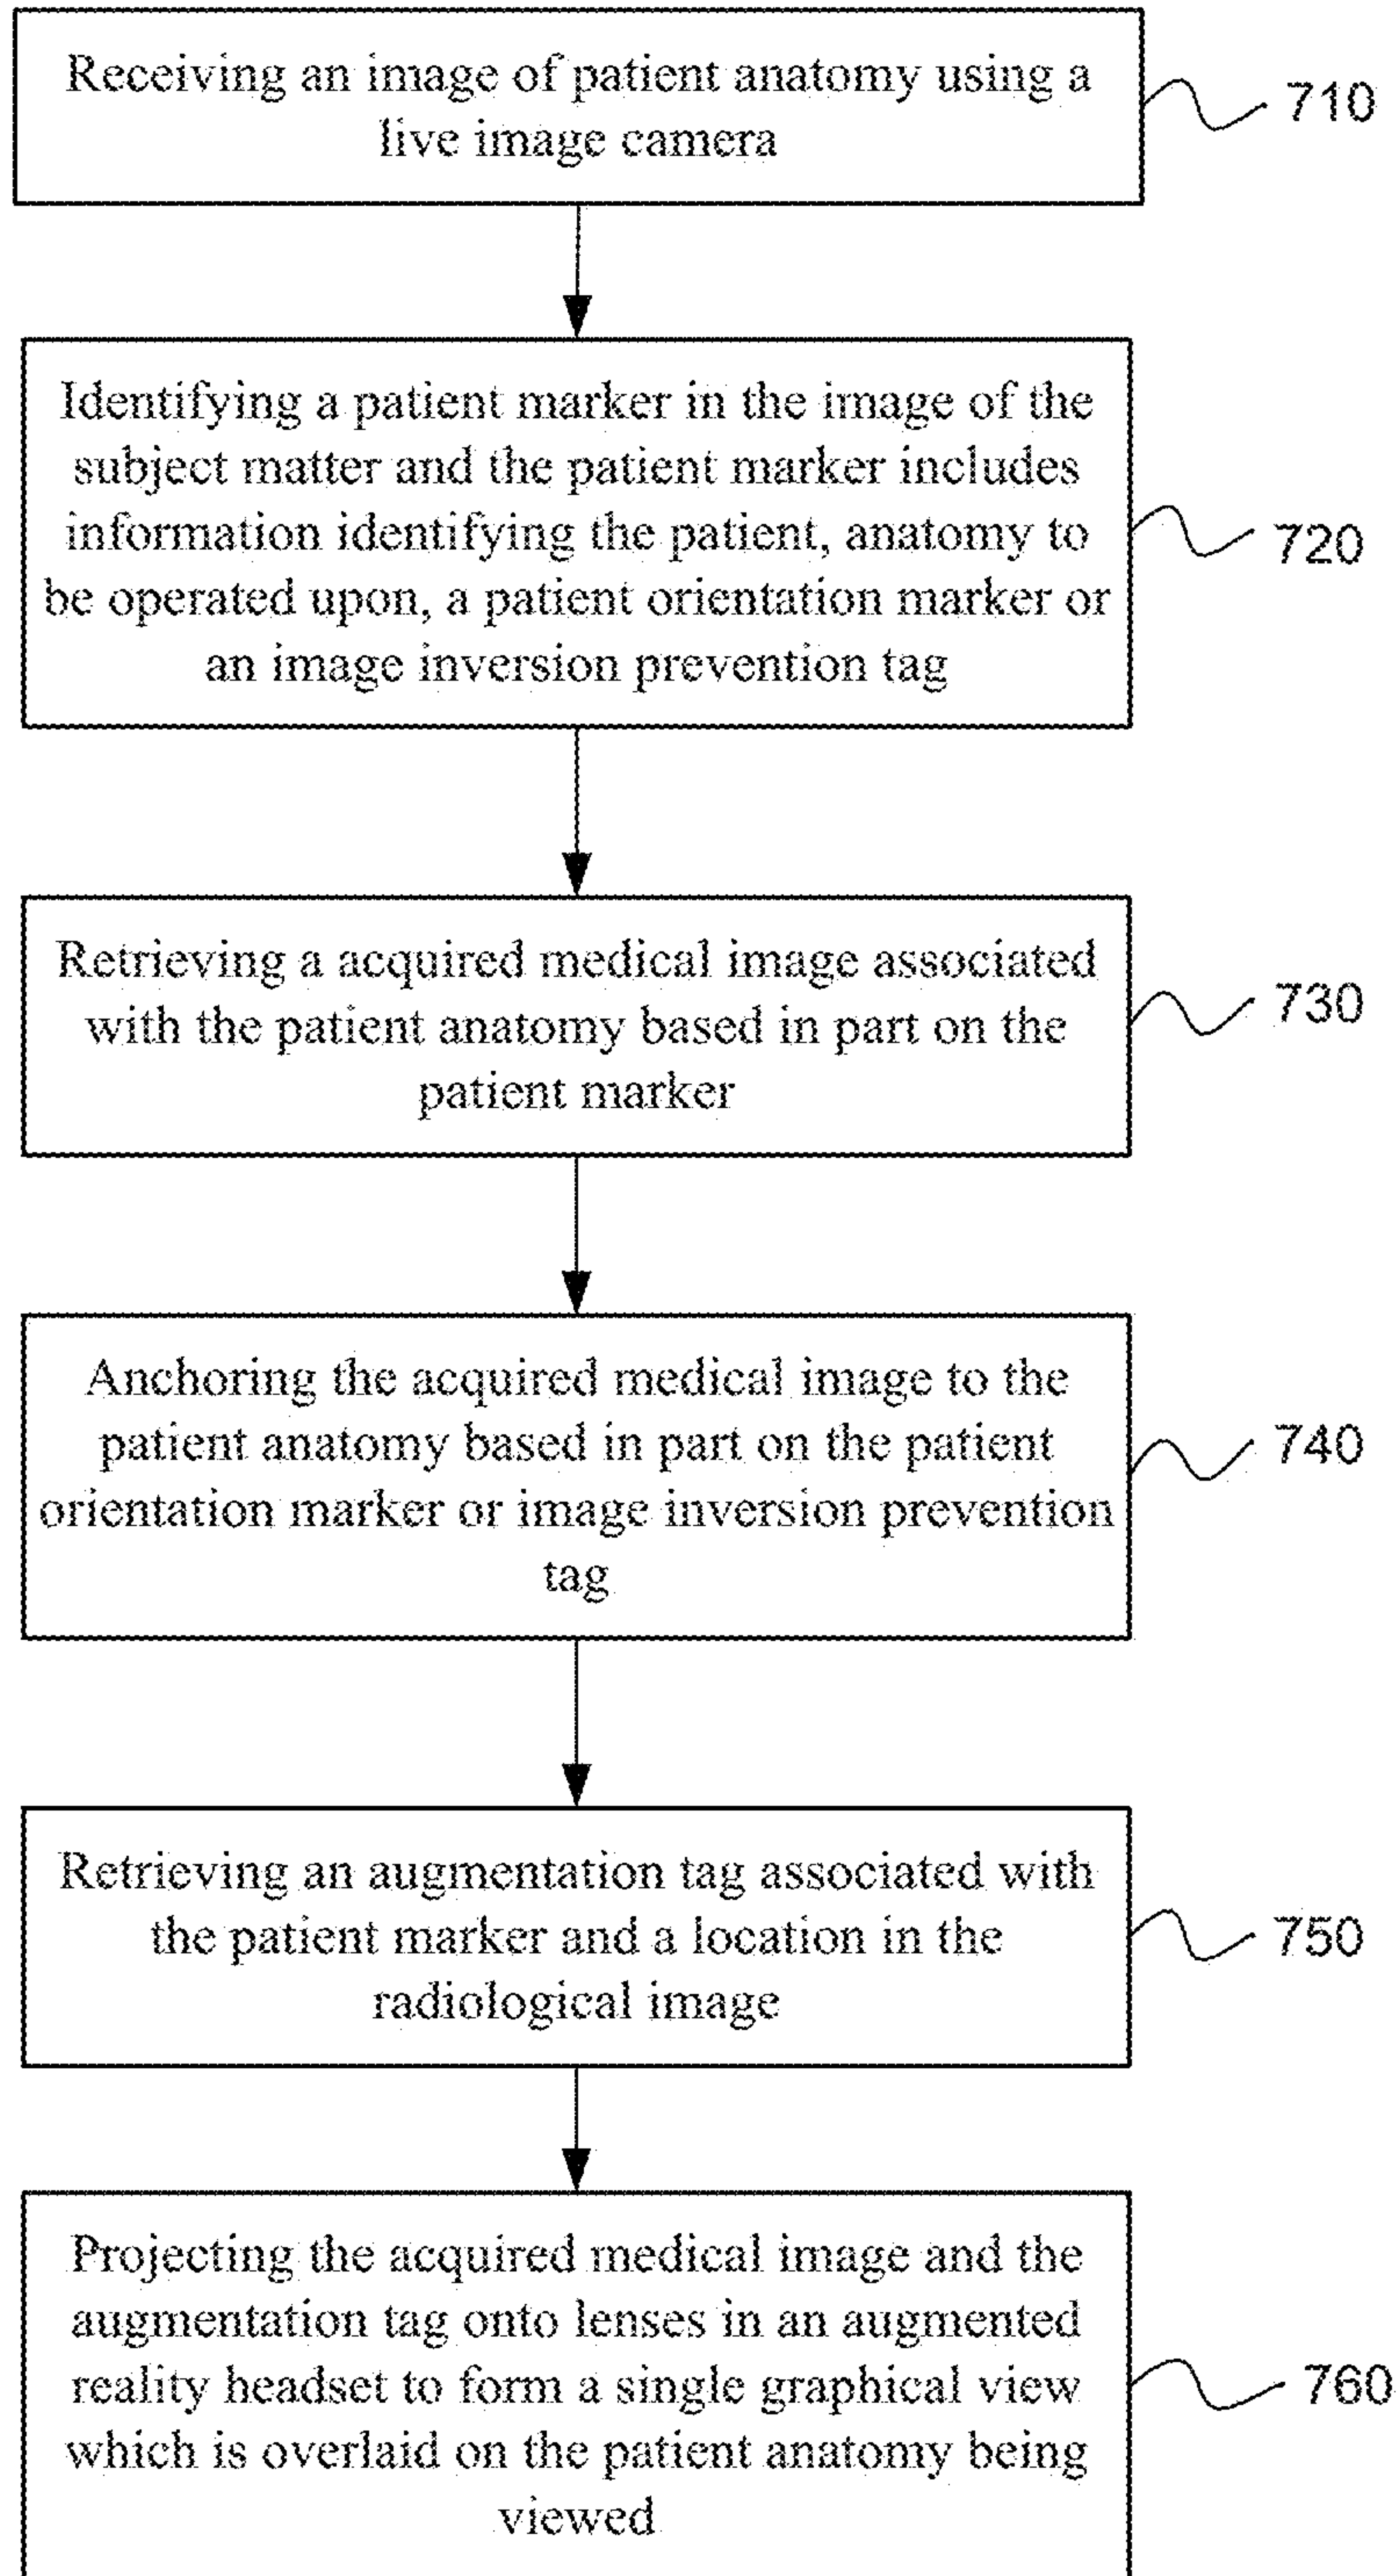 Receiving an image of patient anatomy using a
live image camera
710
Identifying a patient marker in the image of the
subject matter and the patient marker includes
information identifying the patient, anatomy to
be operated upon, a patient orientation marker or
an image inversion prevention tag
720
Retrieving a acquired medical image associated
with the patient anatomy based in part on the
patient marker
730
Anchoring the acquired medical image to the
patient anatomy based in part on the patient
orientation marker or image inversion prevention
tag
740
Retrieving an augmentation tag associated with
the patient marker and a location in the
radiological image
750
Projecting the acquired medical image and the
augmentation tag onto lenses in an augmented
reality headset to form a single graphical view
which is overlaid on the patient anatomy being
viewed
760